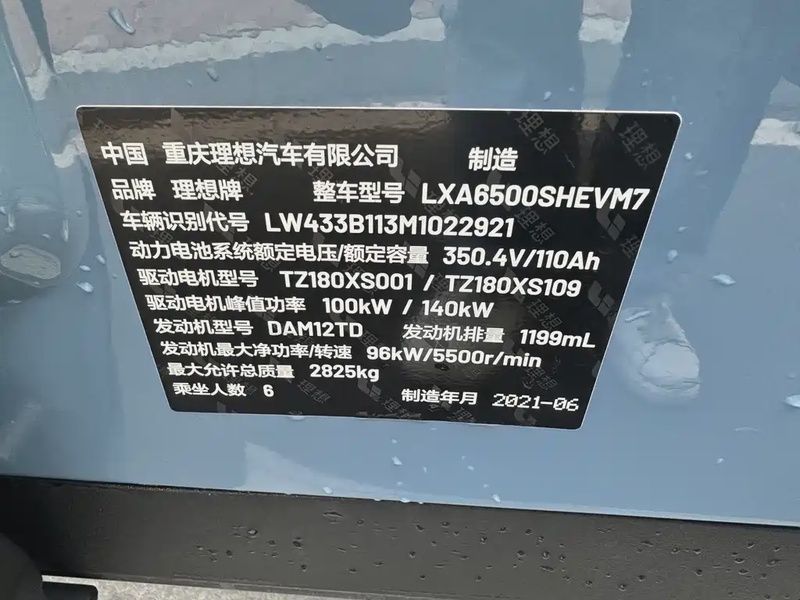 中国 重庆理想汽车有限公司 制造
品牌 理想牌 整车型号 LXA6500SHEVM7
车辆识别代号 LW433B113M1022921
动力电池系统额定电压/额定容量 350.4V/110Ah
驱动电机型号 TZ180XS001 / TZ180XS109
驱动电机峰值功率 100kW / 140kW
发动机型号 DAM12TD 发动机排量 1199mL
发动机最大净功率/转速 96kW/5500r/min
最大允许总质量 2825kg
乘坐人数 6 制造年月 2021-06